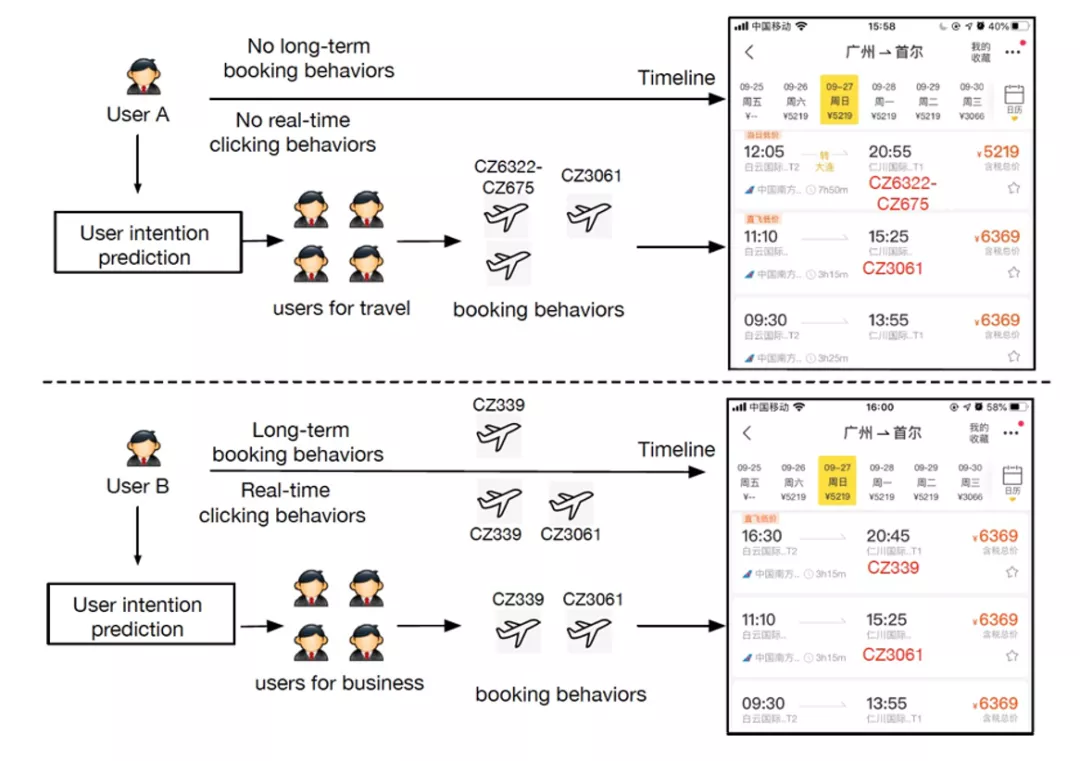 No long-term
booking behaviors
Timeline
User A
No real-time
clicking behaviors
User intention
prediction
users for travel
CZ6322-
CZ675
CZ3061
booking behaviors
中国移动 15:58 40%
广州 首尔 我的
收藏
09-25 09-26 09-27 09-28 09-29 09-30
周五 周六 周日 周一 周二 周三
¥-- ¥5219 ¥5219 ¥5219 ¥5219 ¥3066
日历
当日低价
12:05 转 20:55 ¥5219
白云国际..T2 大连 仁川国际..T1 含税总价
中国南方.. 7h50m CZ6322-
CZ675
直飞低价
11:10 15:25 ¥6369
白云国际.. 仁川国际.. 含税总价
中国南方.. 3h15m CZ3061
09:30 13:55 ¥6369
白云国际..T2 仁川国际..T1 含税总价
中国南方.. 3h25m
User B
Long-term
booking behaviors
CZ339
Timeline
Real-time
clicking behaviors
CZ339 CZ3061
User intention
prediction
users for business
CZ339 CZ3061
booking behaviors
中国移动 16:00 58%
广州 首尔 我的
收藏
09-25 09-26 09-27 09-28 09-29 09-30
周五 周六 周日 周一 周二 周三
¥-- ¥5219 ¥5219 ¥5219 ¥5219 ¥3066
日历
直飞低价
16:30 20:45 ¥6369
白云国际..T2 仁川国际..T1 含税总价
中国南方.. 3h15m CZ339
11:10 15:25 ¥6369
白云国际.. 仁川国际.. 含税总价
中国南方.. 3h15m CZ3061
09:30 13:55 ¥6369
白云国际..T2 仁川国际..T1 含税总价